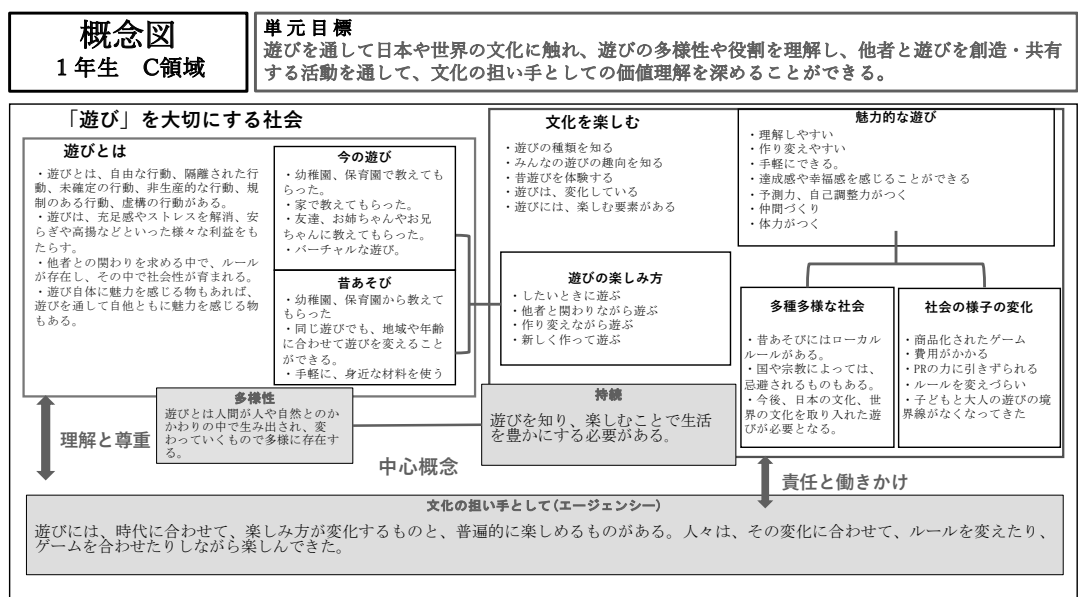 概念図
１年生　C領域
単元目標
遊びを通して日本や世界の文化に触れ、遊びの多様性や役割を理解し、他者と遊びを創造・共有
する活動を通して、文化の担い手としての価値理解を深めることができる。
「遊び」を大切にする社会
遊びとは
・遊びとは、自由な行動、隔離された行
動、未確定の行動、非生産的な行動、規
制のある行動、虚構の行動がある。
・遊びは、充足感やストレスを解消、安
らぎや高揚などといった様々な利益をも
たらす。
・他者との関わりを求める中で、ルール
が存在し、その中で社会性が育まれる。
・遊び自体に魅力を感じる物もあれば、
遊びを通して自他ともに魅力を感じる物
もある。
今の遊び
・幼稚園、保育園で教えても
らった。
・家で教えてもらった。
・友達、お姉ちゃんやお兄
ちゃんに教えてもらった。
・バーチャルな遊び。
昔あそび
・幼稚園、保育園から教えて
もらった
・同じ遊びでも、地域や年齢
に合わせて遊びを変えること
ができる。
・手軽に、身近な材料を使う
文化を楽しむ
・遊びの種類を知る
・みんなの遊びの趣向を知る
・昔遊びを体験する
・遊びは、変化している
・遊びには、楽しむ要素がある
遊びの楽しみ方
・したいときに遊ぶ
・他者と関わりながら遊ぶ
・作り変えながら遊ぶ
・新しく作って遊ぶ
魅力的な遊び
・理解しやすい
・作り変えやすい
・手軽にできる。
・達成感や幸福感を感じることができる
・予測力、自己調整力がつく
・仲間づくり
・体力がつく
多種多様な社会
・昔あそびにはローカル
ルールがある。
・国や宗教によっては、
忌避されるものもある。
・今後、日本の文化、世
界の文化を取り入れた遊
びが必要となる。
社会の様子の変化
・商品化されたゲーム
・費用がかかる
・PRの力に引きずられる
・ルールを変えづらい
・子どもと大人の遊びの境
界線がなくなってきた
多様性
遊びとは人間が人や自然とのか
かわりの中で生み出され、変
わっていくもので多様に存在す
る。
持続
遊びを知り、楽しむことで生活
を豊かにする必要がある。
理解と尊重
中心概念
責任と働きかけ
文化の担い手として(エージェンシー)
遊びには、時代に合わせて、楽しみ方が変化するものと、普遍的に楽しめるものがある。人々は、その変化に合わせて、ルールを変えたり、
ゲームを合わせたりしながら楽しんできた。